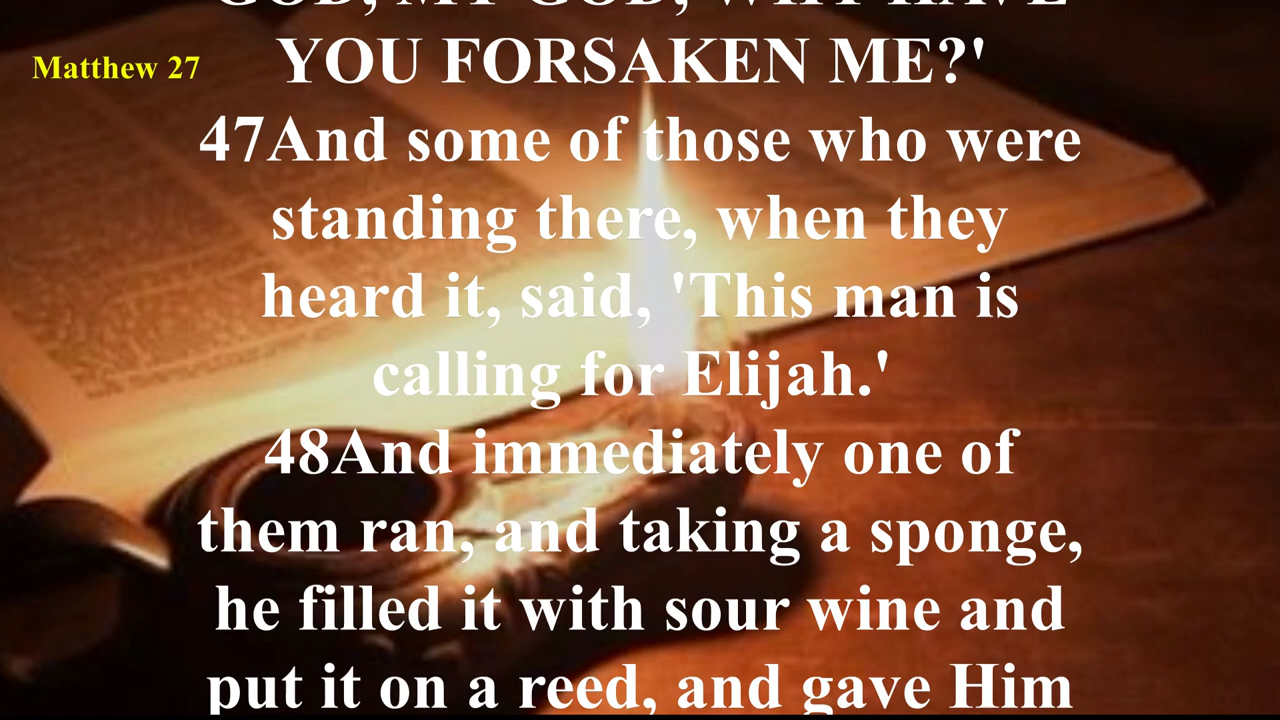 GOD, MY GOD, WHY HAVE
YOU FORSAKEN ME?'
Matthew 27
47And some of those who were
standing there, when they
heard it, said, 'This man is
calling for Elijah.'
48And immediately one of
them ran, and taking a sponge,
he filled it with sour wine and
put it on a reed, and gave Him